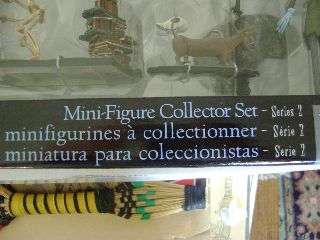 Mini-Figure Collector Set - Series 2
minifigurines à collectionner - Série 2
miniatura para coleccionistas - Serie 2